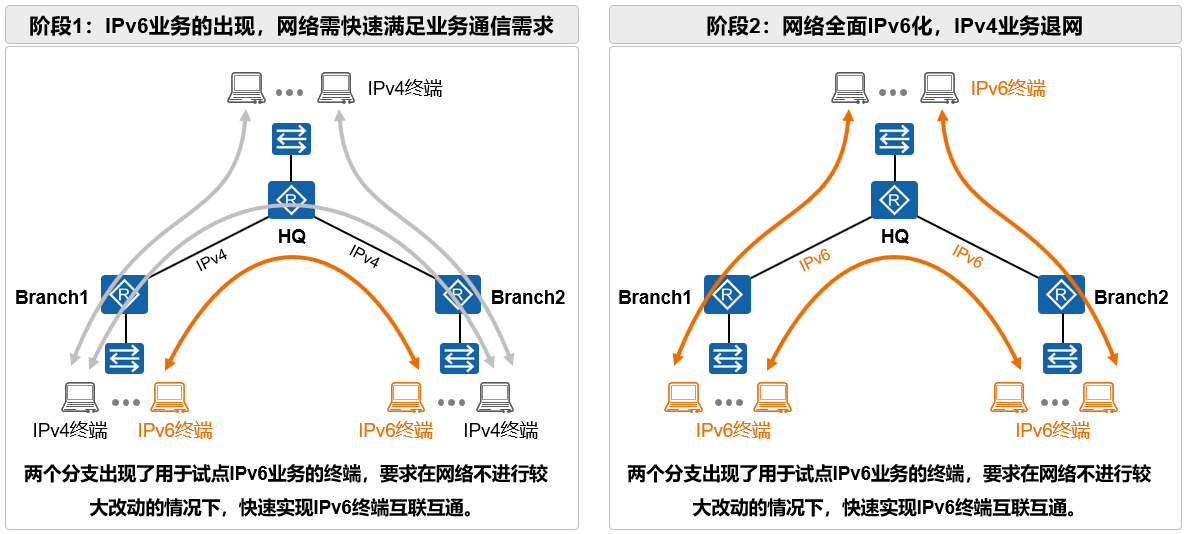 阶段1：IPv6业务的出现，网络需快速满足业务通信需求
IPv4终端
HQ
IPv4
IPv4
Branch1
Branch2
IPv4终端
IPv6终端
IPv6终端
IPv4终端
两个分支出现了用于试点IPv6业务的终端，要求在网络不进行较
大改动的情况下，快速实现IPv6终端互联互通。
阶段2：网络全面IPv6化，IPv4业务退网
IPv6终端
R
HQ
IPv6
IPv6
Branch1
R
R
Branch2
IPv6终端
IPv6终端
两个分支出现了用于试点IPv6业务的终端，要求在网络不进行较
大改动的情况下，快速实现IPv6终端互联互通。